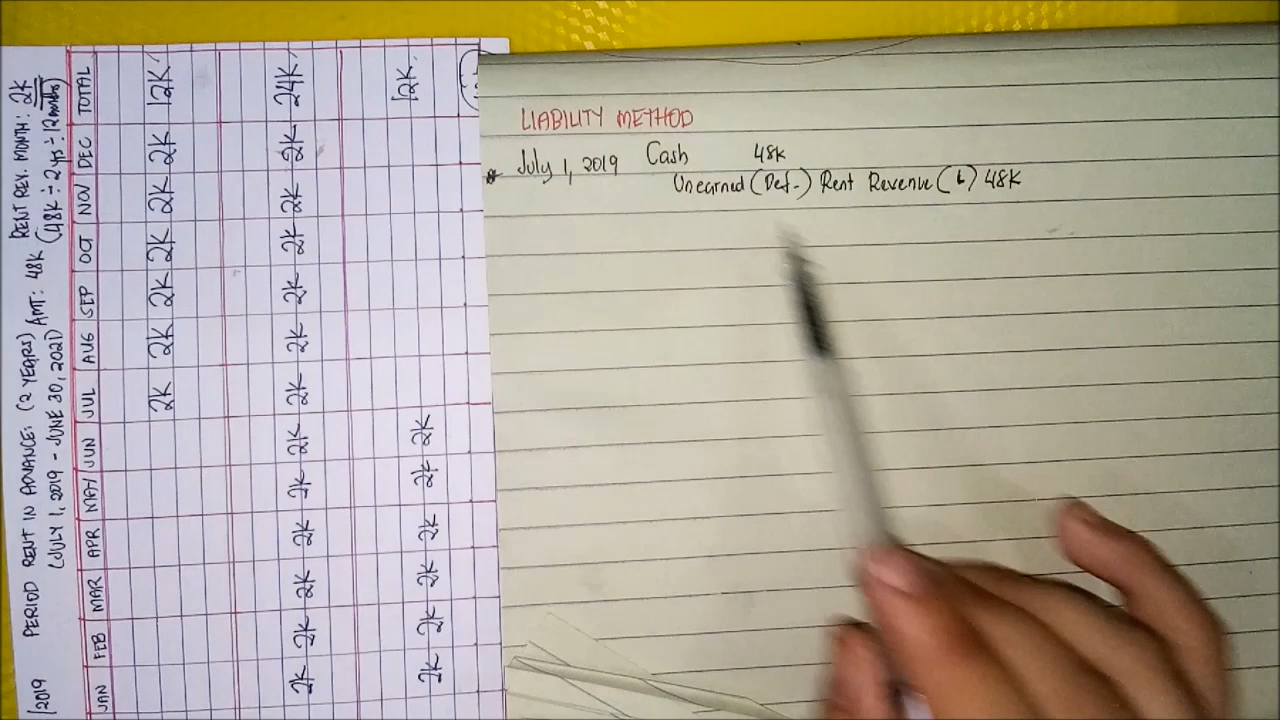 PERIOD RENT IN ADVANCE: (2 YEARS) AMT: 48K RENT REV. MONTH: 2K
(JULY 1, 2019 - JUNE 30, 2021) (48K ÷ 2 yrs ÷ 12 months)
2019
JAN FEB MAR APR MAY JUN JUL AUG SEP OCT NOV DEC TOTAL
2K 2K 2K 2K 2K 2K 12K
2K 2K 2K 2K 2K 2K 2K 2K 2K 2K 2K 2K 24K
2K 2K 2K 2K 2K 2K 12K
LIABILITY METHOD
* July 1, 2019 Cash 48K
Unearned (Def.) Rent Revenue (L) 48K